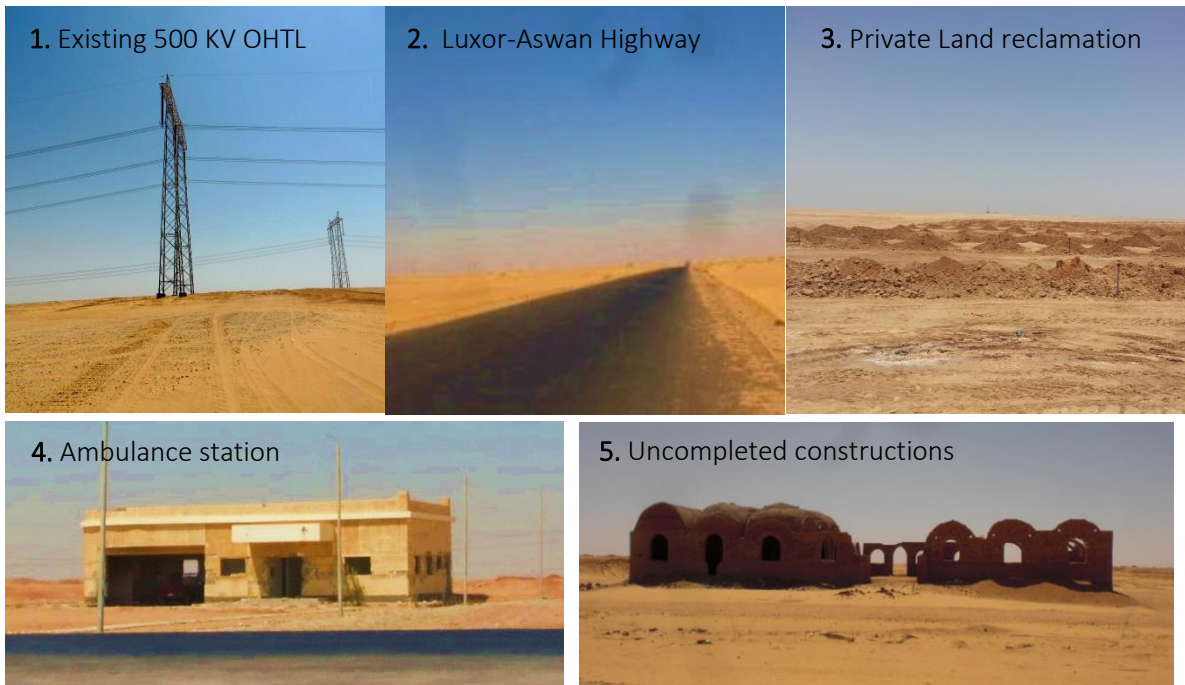 1. Existing 500 KV OHTL
2. Luxor-Aswan Highway
3. Private Land reclamation
4. Ambulance station
5. Uncompleted constructions